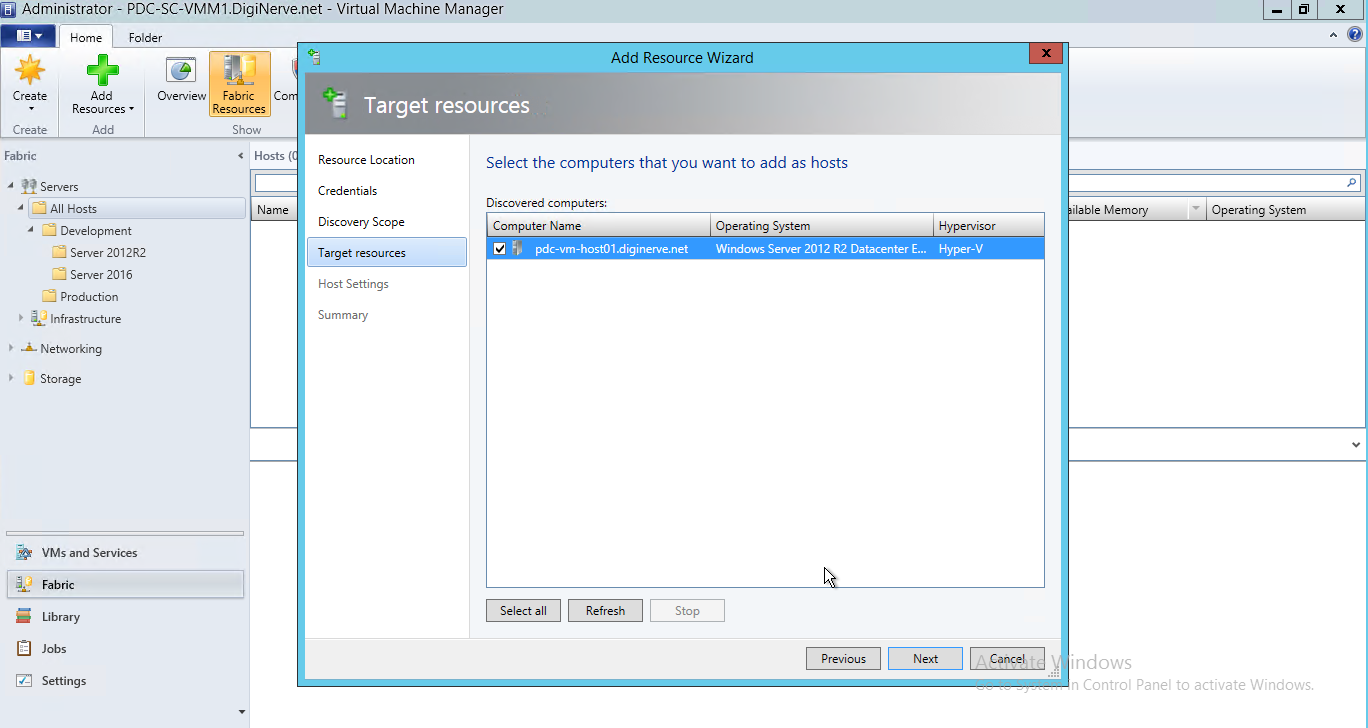 Administrator - PDC-SC-VMM1.DigiNerve.net - Virtual Machine Manager
Home Folder
Create
Add Resources
Overview
Fabric Resources
Com
Create Add Show
Fabric
Servers
All Hosts
Development
Server 2012R2
Server 2016
Production
Infrastructure
Networking
Storage
VMs and Services
Fabric
Library
Jobs
Settings
Hosts (0
Name
ailable Memory Operating System
Add Resource Wizard
Target resources
Resource Location
Credentials
Discovery Scope
Target resources
Host Settings
Summary
Select the computers that you want to add as hosts
Discovered computers:
Computer Name Operating System Hypervisor
pdc-vm-host01.diginerve.net Windows Server 2012 R2 Datacenter E... Hyper-V
Select all Refresh Stop
Previous Next Cancel
Activate Windows
Go to System in Control Panel to activate Windows.